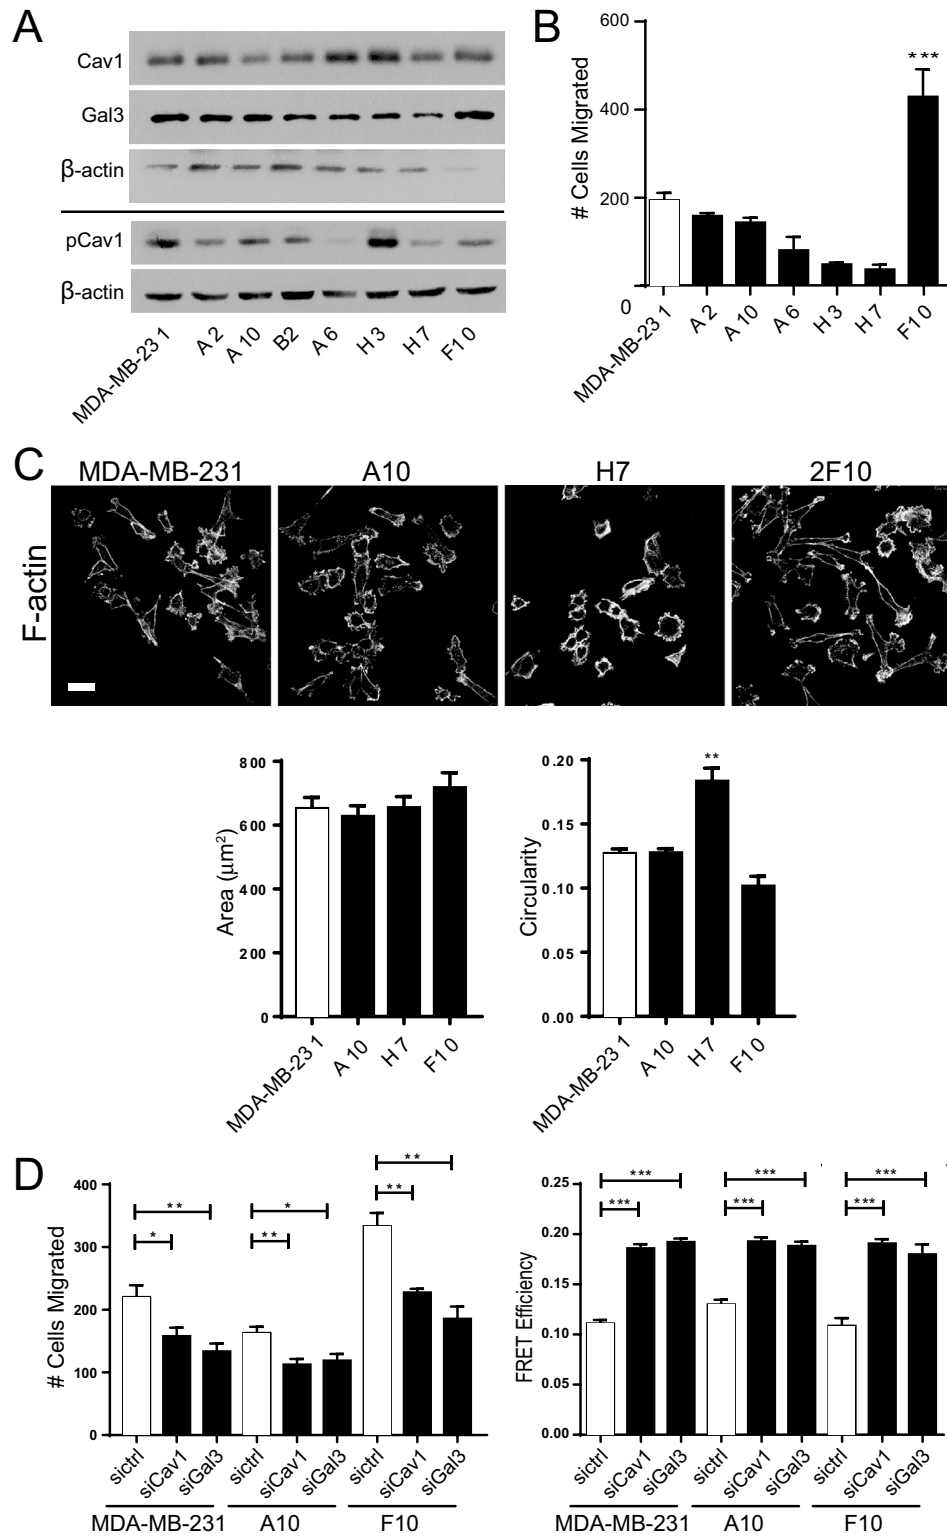 A
Cav1
Gal3
β-actin
pCav1
β-actin
MDA-MB-231
A2
A10
B2
A6
H3
H7
F10
B
# Cells Migrated
600
400
200
0
***
MDA-MB-231
A2
A10
A6
H3
H7
F10
C
MDA-MB-231
A10
H7
2F10
F-actin
Area (µm²)
800
600
400
200
0
MDA-MB-231
A10
H7
F10
Circularity
0.20
0.15
0.10
0.05
0.00
**
MDA-MB-231
A10
H7
F10
D
# Cells Migrated
400
300
200
100
0
**
*
*
**
**
**
sictrl
siCav1
siGal3
sictrl
siCav1
siGal3
sictrl
siCav1
siGal3
MDA-MB-231
A10
F10
FRET Efficiency
0.25
0.20
0.15
0.10
0.05
0.00
***
***
***
***
***
***
sictrl
siCav1
siGal3
sictrl
siCav1
siGal3
sictrl
siCav1
siGal3
MDA-MB-231
A10
F10